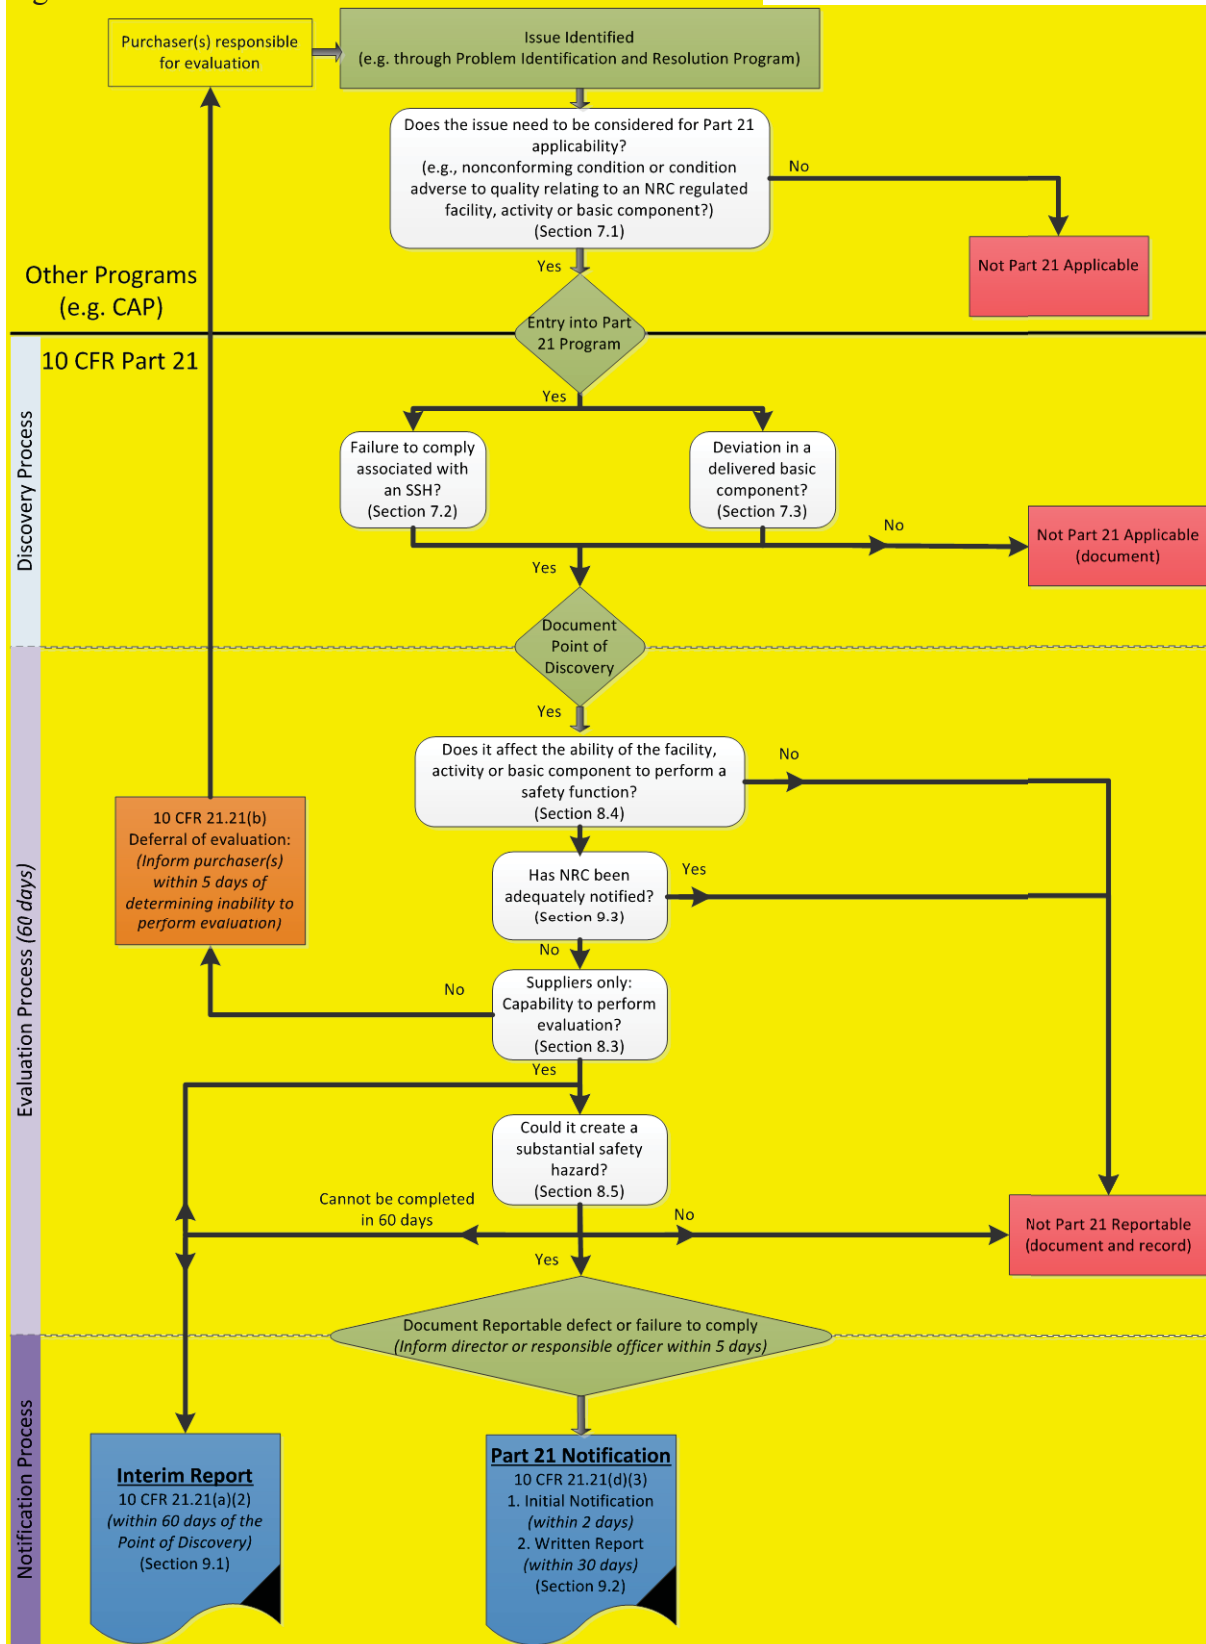 Purchaser(s) responsible
for evaluation
Issue Identified
(e.g. through Problem Identification and Resolution Program)
Does the issue need to be considered for Part 21
applicability?
(e.g., nonconforming condition or condition
adverse to quality relating to an NRC regulated
facility, activity or basic component?)
(Section 7.1)
No
Not Part 21 Applicable
Yes
Other Programs
(e.g. CAP)
Entry into Part
21 Program
10 CFR Part 21
Discovery Process
Yes
Failure to comply
associated with
an SSH?
(Section 7.2)
Deviation in a
delivered basic
component?
(Section 7.3)
No
Not Part 21 Applicable
(document)
Yes
Document
Point of
Discovery
Evaluation Process (60 days)
Yes
Does it affect the ability of the facility,
activity or basic component to perform a
safety function?
(Section 8.4)
No
10 CFR 21.21(b)
Deferral of evaluation:
(Inform purchaser(s)
within 5 days of
determining inability to
perform evaluation)
Has NRC been
adequately notified?
(Section 9.3)
Yes
No
Suppliers only:
Capability to perform
evaluation?
(Section 8.3)
No
Yes
Could it create a
substantial safety
hazard?
(Section 8.5)
Cannot be completed
in 60 days
No
Not Part 21 Reportable
(document and record)
Yes
Document Reportable defect or failure to comply
(Inform director or responsible officer within 5 days)
Notification Process
Interim Report
10 CFR 21.21(a)(2)
(within 60 days of the
Point of Discovery)
(Section 9.1)
Part 21 Notification
10 CFR 21.21(d)(3)
1. Initial Notification
(within 2 days)
2. Written Report
(within 30 days)
(Section 9.2)